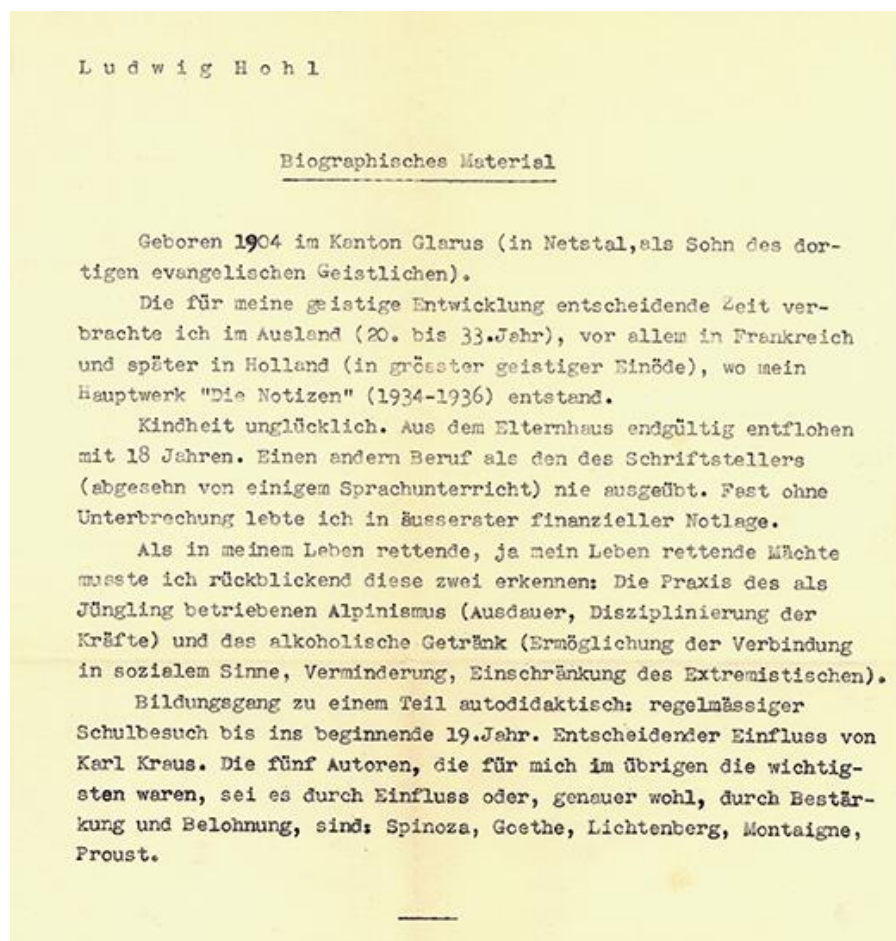 Ludwig Hohl
Biographisches Material
Geboren 1904 im Kanton Glarus (in Netstal,als Sohn des dor-
tigen evangelischen Geistlichen).
Die für meine geistige Entwicklung entscheidende Zeit ver-
brachte ich im Ausland (20. bis 33.Jahr), vor allem in Frankreich
und später in Holland (in grösster geistiger Einöde), wo mein
Hauptwerk "Die Notizen" (1934-1936) entstand.
Kindheit unglücklich. Aus dem Elternhaus endgültig entflohen
mit 18 Jahren. Einen andern Beruf als den des Schriftstellers
(abgesehn von einigem Sprachunterricht) nie ausgeübt. Fast ohne
Unterbrechung lebte ich in äusserster finanzieller Notlage.
Als in meinem Leben rettende, ja mein Leben rettende Mächte
musste ich rückblickend diese zwei erkennen: Die Praxis des als
Jüngling betriebenen Alpinismus (Ausdauer, Disziplinierung der
Kräfte) und das alkoholische Getränk (Ermöglichung der Verbindung
in sozialem Sinne, Verminderung, Einschränkung des Extremistischen).
Bildungsgang zu einem Teil autodidaktisch: regelmässiger
Schulbesuch bis ins beginnende 19.Jahr. Entscheidender Einfluss von
Karl Kraus. Die fünf Autoren, die für mich im übrigen die wichtig-
sten waren, sei es durch Einfluss oder, genauer wohl, durch Bestär-
kung und Belohnung, sind: Spinoza, Goethe, Lichtenberg, Montaigne,
Proust.